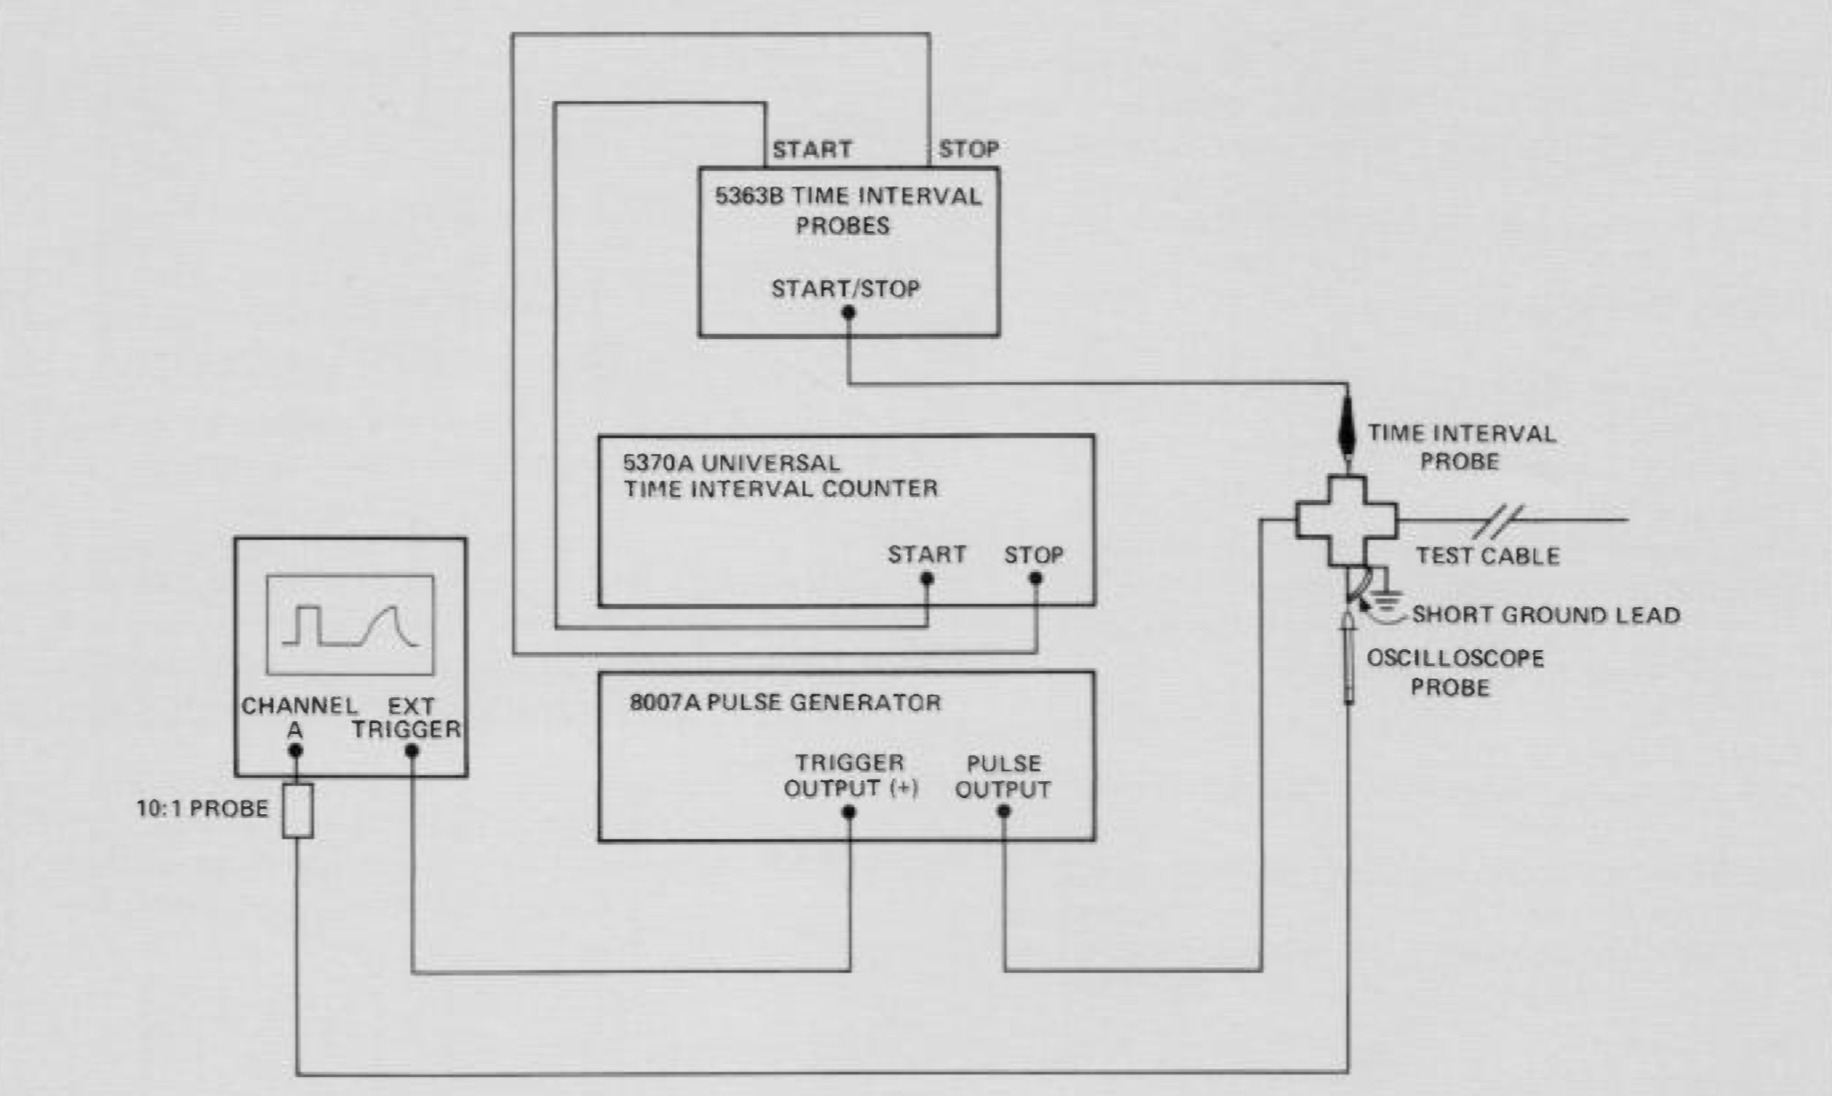 START
STOP
5363B TIME INTERVAL
PROBES
START/STOP
TIME INTERVAL
PROBE
5370A UNIVERSAL
TIME INTERVAL COUNTER
START
STOP
TEST CABLE
SHORT GROUND LEAD
OSCILLOSCOPE
PROBE
CHANNEL
A
EXT
TRIGGER
10:1 PROBE
8007A PULSE GENERATOR
TRIGGER
OUTPUT (+)
PULSE
OUTPUT